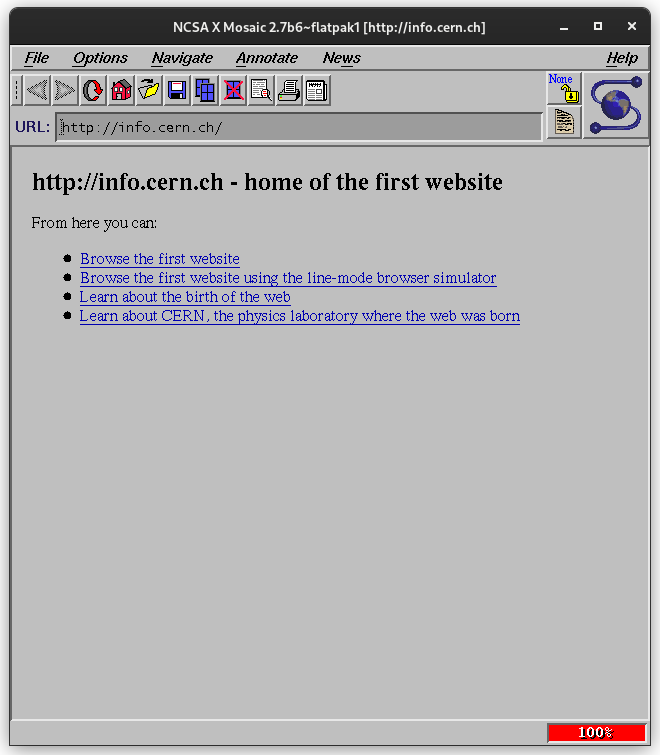 NCSA X Mosaic 2.7b6~flatpak1 [http://info.cern.ch]
File Options Navigate Annotate News Help
None
URL: http://info.cern.ch/
http://info.cern.ch - home of the first website
From here you can:
Browse the first website
Browse the first website using the line-mode browser simulator
Learn about the birth of the web
Learn about CERN, the physics laboratory where the web was born
100%